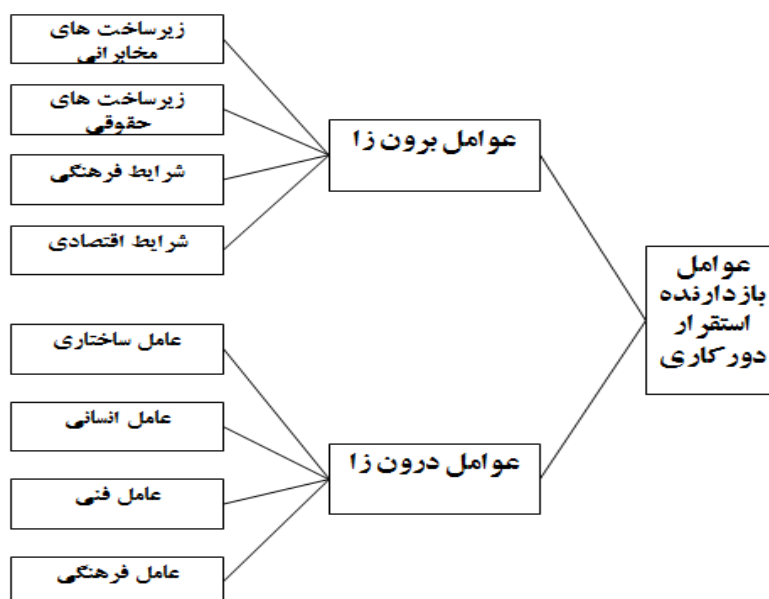 عوامل
بازدارنده
استقرار
دورکاری
عوامل برون زا
زیرساخت های
مخابراتی
زیرساخت های
حقوقی
شرایط فرهنگی
شرایط اقتصادی
عوامل درون زا
عامل ساختاری
عامل انسانی
عامل فنی
عامل فرهنگی